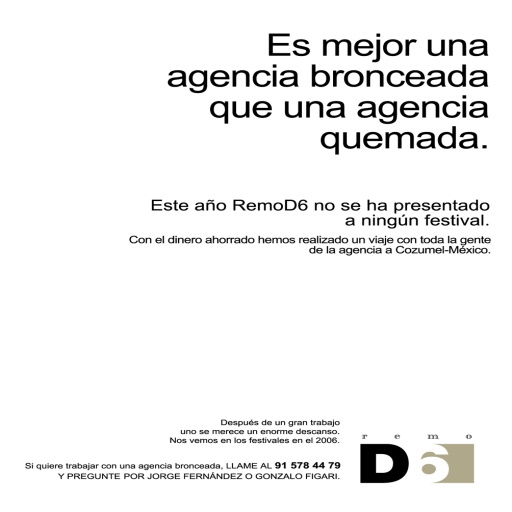 Es mejor una
agencia bronceada
que una agencia
quemada.
Este año RemoD6 no se ha presentado
a ningún festival.
Con el dinero ahorrado hemos realizado un viaje con toda la gente
de la agencia a Cozumel-México.
Después de un gran trabajo
uno se merece un enorme descanso.
Nos vemos en los festivales en el 2006.
Si quiere trabajar con una agencia bronceada, LLAME AL 91 578 44 79
Y PREGUNTE POR JORGE FERNÁNDEZ O GONZALO FIGARI.
remo
D6